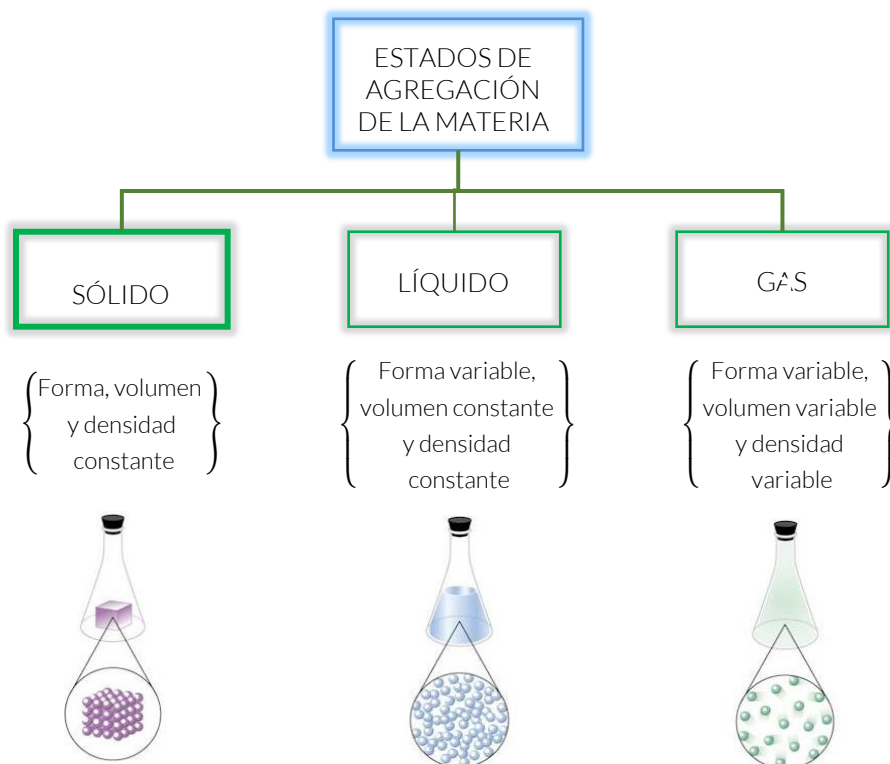 ESTADOS DE
AGREGACIÓN
DE LA MATERIA
SÓLIDO
LÍQUIDO
GAS
Forma, volumen
y densidad
constante
Forma variable,
volumen constante
y densidad
constante
Forma variable,
volumen variable
y densidad
variable